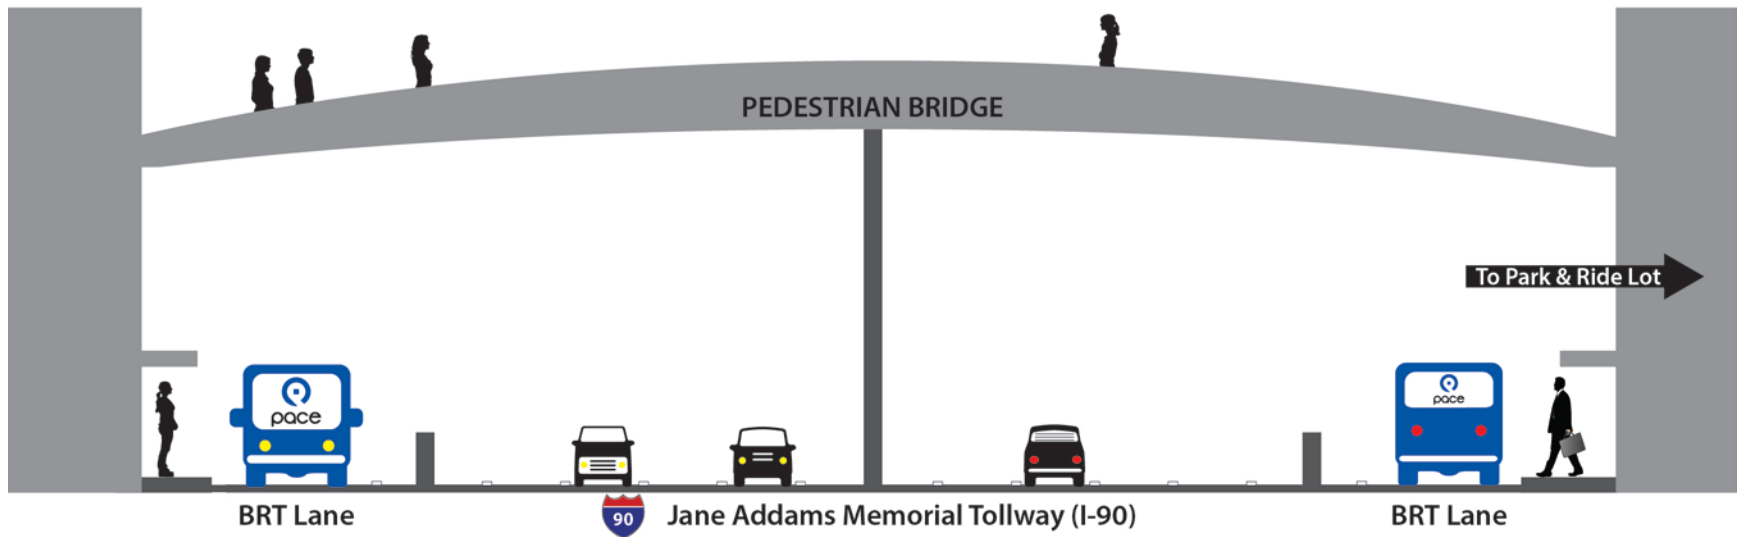 PEDESTRIAN BRIDGE
To Park & Ride Lot
pace
pace
BRT Lane
90
Jane Addams Memorial Tollway (I-90)
BRT Lane